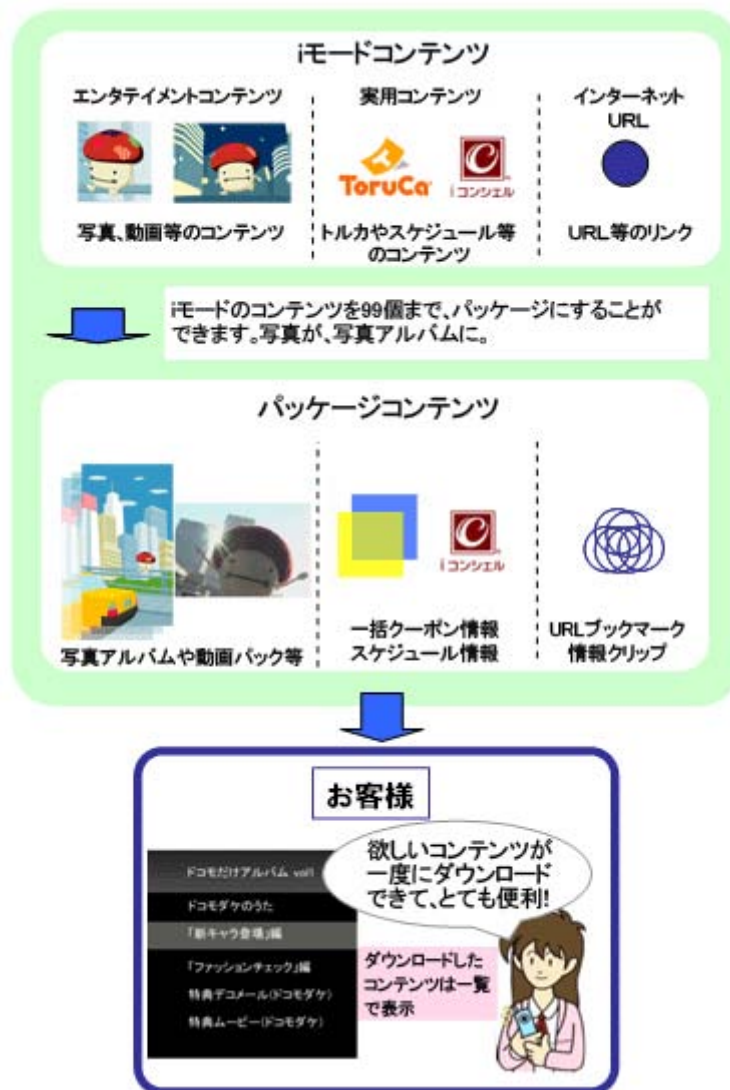 iモードコンテンツ
エンタテイメントコンテンツ
実用コンテンツ
インターネット
URL
ToruCa
C
iコンシェル
写真、動画等のコンテンツ
トルカやスケジュール等
のコンテンツ
URL等のリンク
iモードのコンテンツを99個まで、パッケージにすることが
できます。写真が、写真アルバムに。
パッケージコンテンツ
C
iコンシェル
写真アルバムや動画パック等
一括クーポン情報
スケジュール情報
URLブックマーク
情報クリップ
お客様
欲しいコンテンツが
一度にダウンロード
できて、とても便利!
ドコモだけアルバム vol1
ドコモダケのうた
「新キャラ登場」編
「ファッションチェック」編
特典デコメール(ドコモダケ)
特典ムービー(ドコモダケ)
ダウンロードした
コンテンツは一覧
で表示